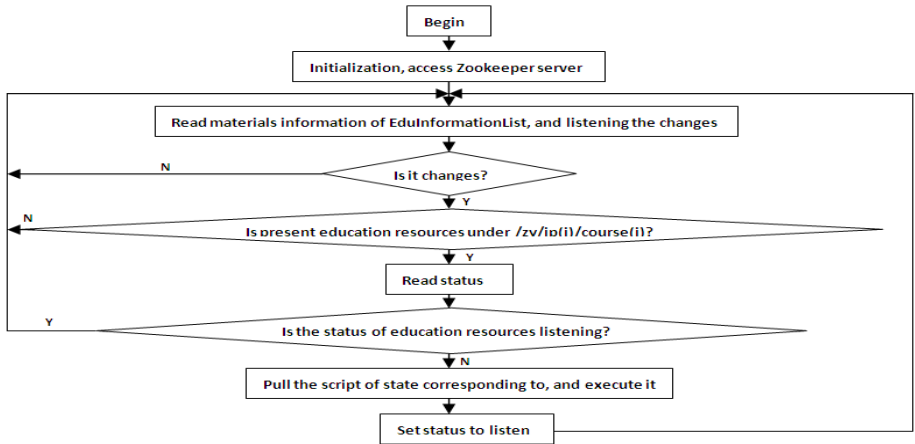 Begin
Initialization, access Zookeeper server
Read materials information of EduInformationList, and listening the changes
N
Is it changes?
Y
N
Is present education resources under /zy/ip(i)/course(j)?
Y
Read status
Y
Is the status of education resources listening?
N
Pull the script of state corresponding to, and execute it
Set status to listen